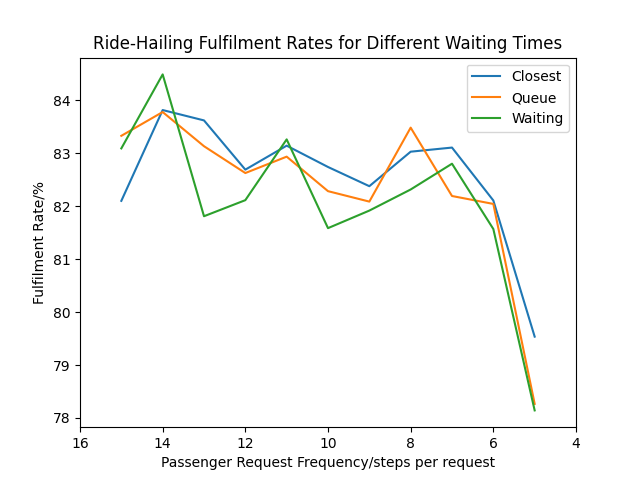 Ride-Hailing Fulfilment Rates for Different Waiting Times
Closest
Queue
Waiting
84
83
82
81
80
79
78
Fulfilment Rate/%
16 14 12 10 8 6 4
Passenger Request Frequency/steps per request